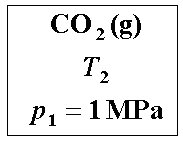 CO₂(g)
T₂
p₁ = 1 MPa